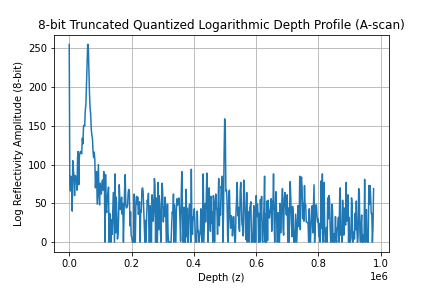 8-bit Truncated Quantized Logarithmic Depth Profile (A-scan)
Log Reflectivity Amplitude (8-bit)
250
200
150
100
50
0
0.0 0.2 0.4 0.6 0.8 1.0
1e6
Depth (z)